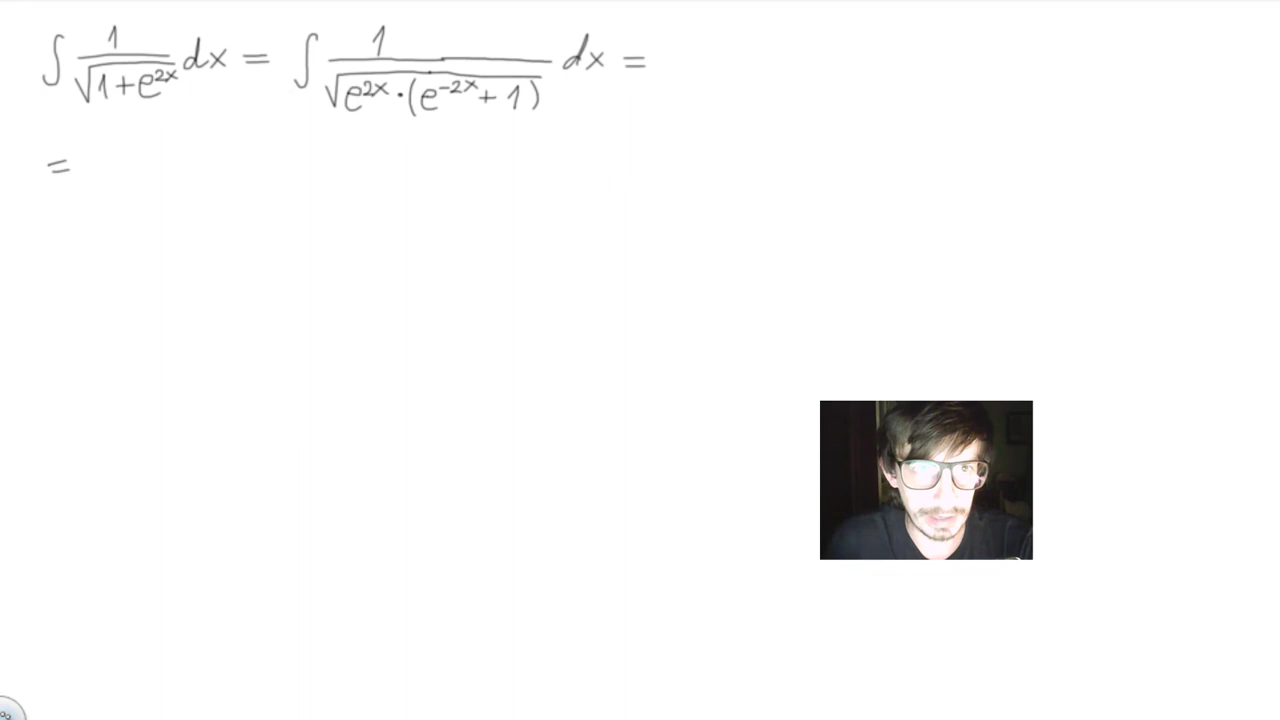 ∫ 1/√(1+e^{2x}) dx = ∫ 1/√(e^{2x}·(e^{-2x}+1)) dx =
=